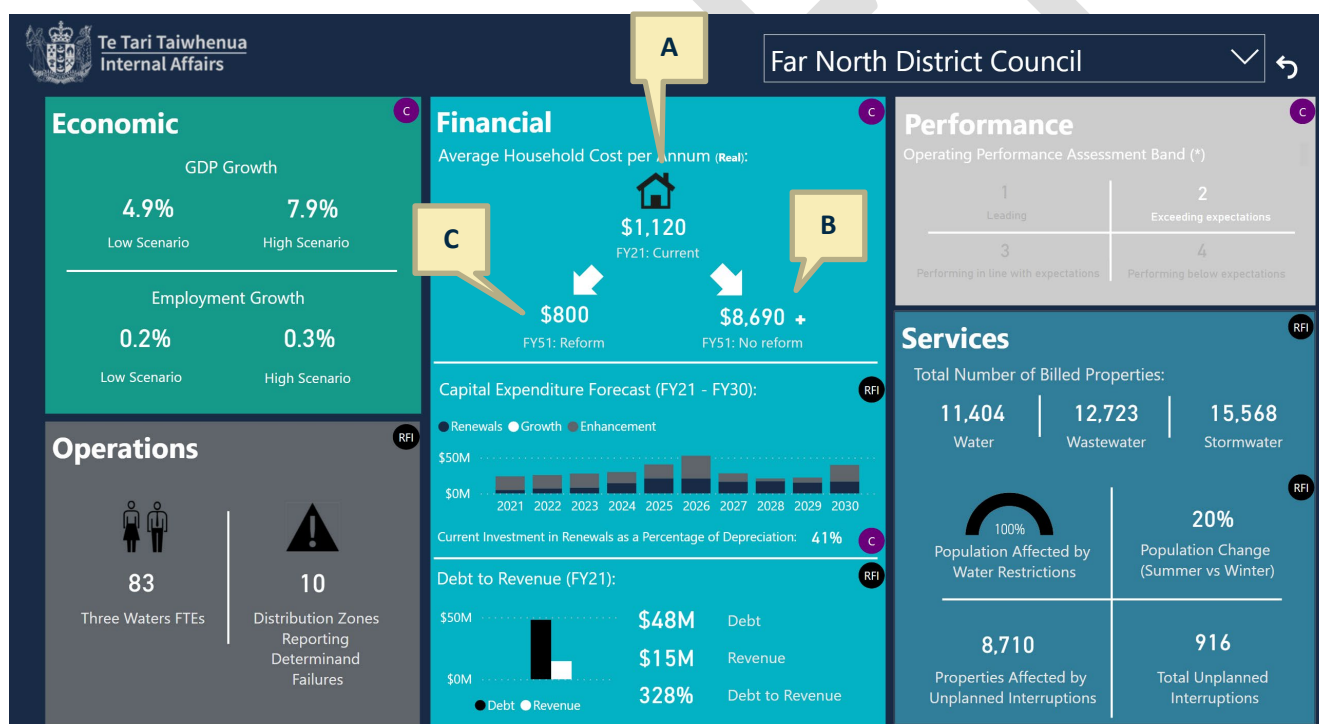 Te Tari Taiwhenua
Internal Affairs
A
Far North District Council
Economic
C
GDP Growth
4.9%
7.9%
Low Scenario
High Scenario
Employment Growth
0.2%
0.3%
Low Scenario
High Scenario
Operations
RFI
83
10
Three Waters FTEs
Distribution Zones
Reporting
Determinand
Failures
Financial
C
Average Household Cost per Annum (Real):
$1,120
FY21: Current
C
B
$800
$8,690 +
FY51: Reform
FY51: No reform
Capital Expenditure Forecast (FY21 - FY30):
RFI
Renewals Growth Enhancement
$50M
$0M
2021 2022 2023 2024 2025 2026 2027 2028 2029 2030
Current Investment in Renewals as a Percentage of Depreciation: 41%
C
Debt to Revenue (FY21):
RFI
$50M
$0M
Debt Revenue
$48M Debt
$15M Revenue
328% Debt to Revenue
Performance
C
Operating Performance Assessment Band (*)
1
Leading
2
Exceeding expectations
3
Performing in line with expectations
4
Performing below expectations
Services
RFI
Total Number of Billed Properties:
11,404
12,723
15,568
Water
Wastewater
Stormwater
RFI
100%
Population Affected by
Water Restrictions
20%
Population Change
(Summer vs Winter)
8,710
Properties Affected by
Unplanned Interruptions
916
Total Unplanned
Interruptions